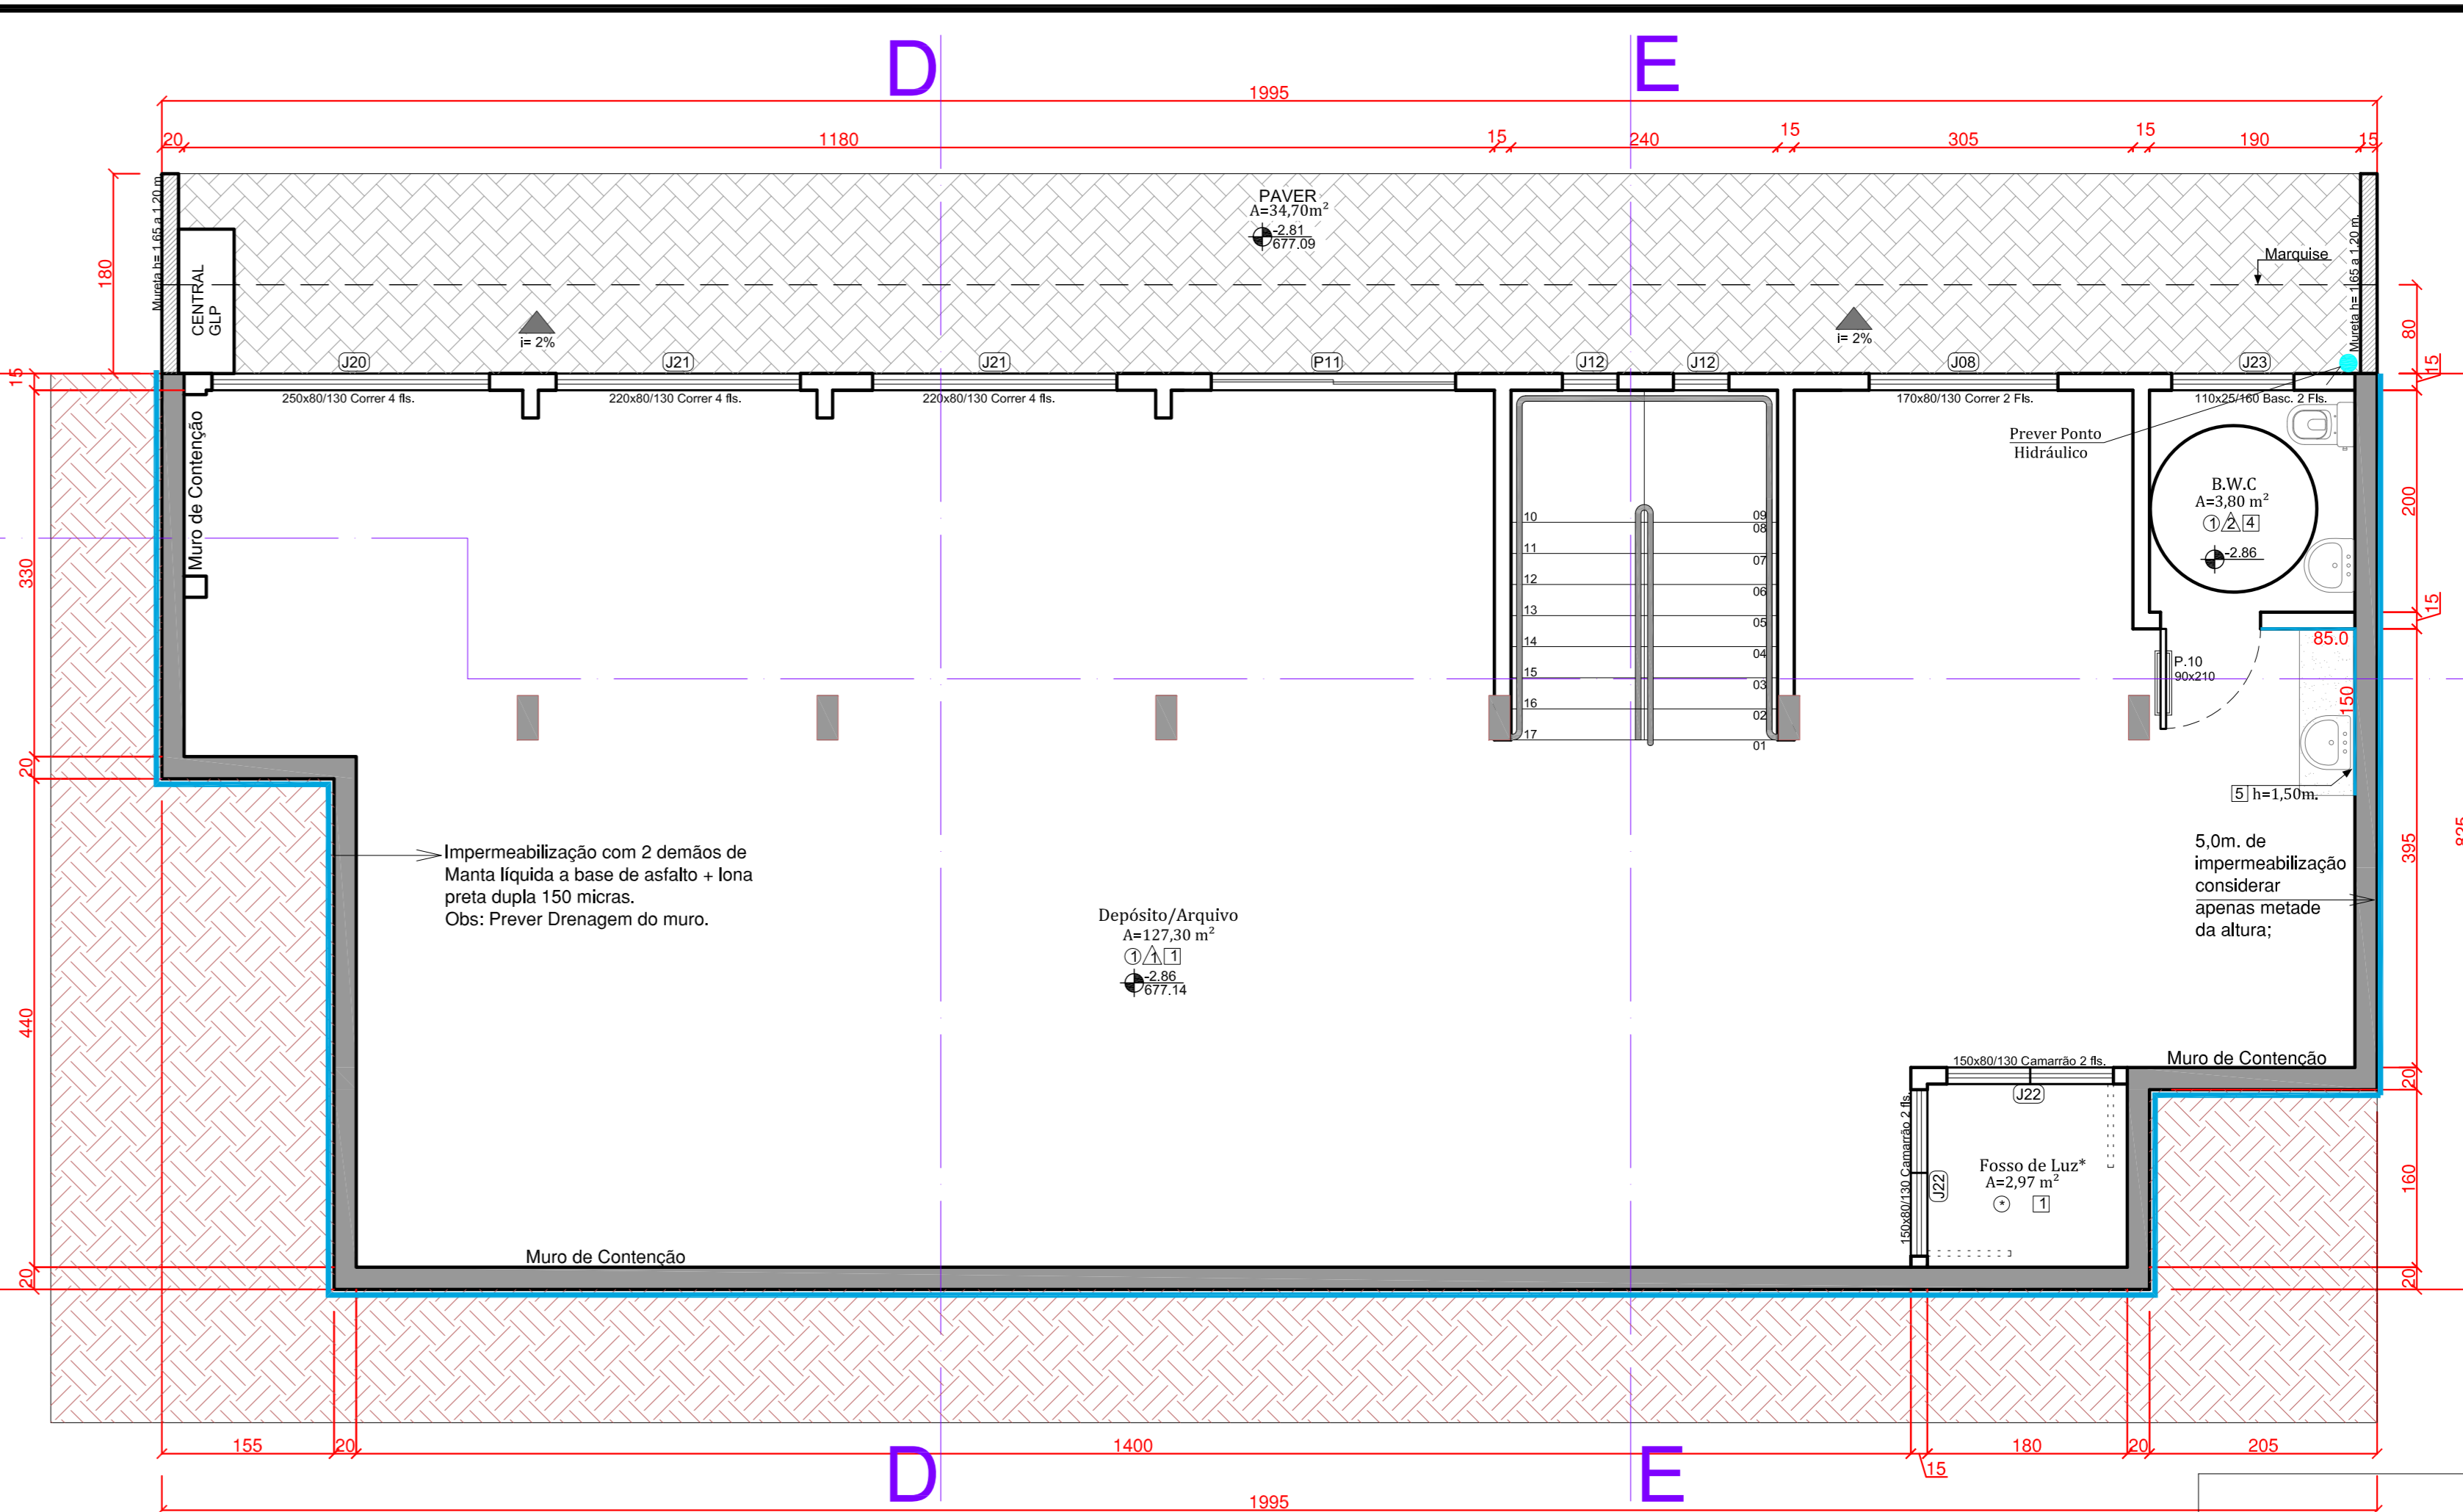 D
E
1995
20
1180
15
240
15
305
15
190
15
PAVER
A=34,70m²
-2.81
677.09
Mureta h= 1.65 a 1.20 m.
Mureta h= 1.65 a 1.20 m.
Marquise
180
CENTRAL
GLP
80
i= 2%
i= 2%
J20
J21
J21
P11
J12
J12
J08
J23
15
15
250x80/130 Correr 4 fls.
220x80/130 Correr 4 fls.
220x80/130 Correr 4 fls.
170x80/130 Correr 2 Fls.
110x25/160 Basc. 2 Fls.
Muro de Contenção
Prever Ponto
Hidráulico
B.W.C
A=3,80 m²
1 2 4
-2.86
200
330
10
11
12
13
14
15
16
17
09
08
07
06
05
04
03
02
01
15
85.0
P.10
90x210
150
20
5 h=1,50m.
Impermeabilização com 2 demãos de
Manta líquida a base de asfalto + lona
preta dupla 150 micras.
Obs: Prever Drenagem do muro.
5,0m. de
impermeabilização
considerar
apenas metade
da altura;
395
835
Depósito/Arquivo
A=127,30 m²
1 1 1
-2.86
677.14
440
150x80/130 Camarrão 2 fls.
Muro de Contenção
J22
20
150x80/130 Camarrão 2 fls.
J22
Fosso de Luz*
A=2,97 m²
* 1
160
Muro de Contenção
20
20
155
20
1400
15
180
20
205
D
E
1995